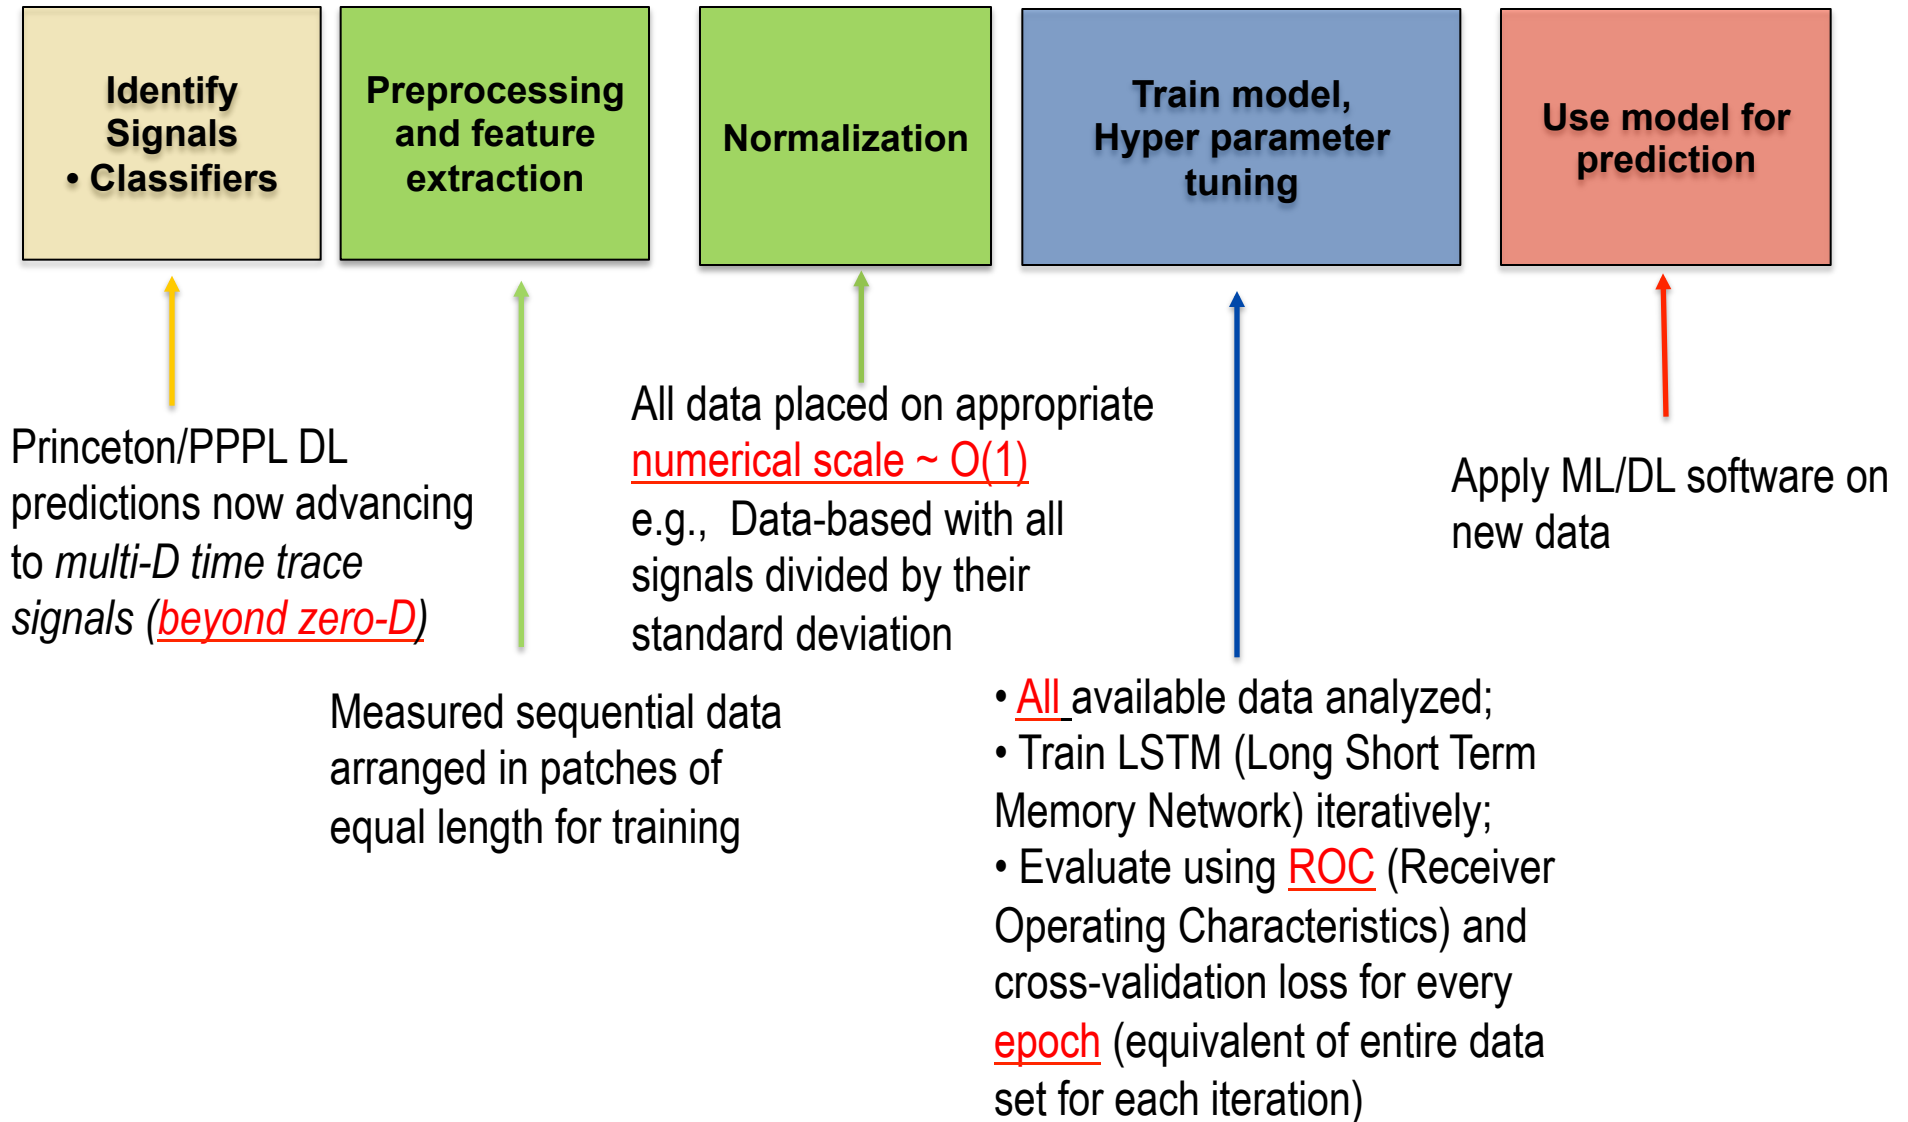 Identify
Signals
• Classifiers
Preprocessing
and feature
extraction
Normalization
Train model,
Hyper parameter
tuning
Use model for
prediction
Princeton/PPPL DL
predictions now advancing
to multi-D time trace
signals (beyond zero-D)
Measured sequential data
arranged in patches of
equal length for training
All data placed on appropriate
numerical scale ~ O(1)
e.g., Data-based with all
signals divided by their
standard deviation
• All available data analyzed;
• Train LSTM (Long Short Term
Memory Network) iteratively;
• Evaluate using ROC (Receiver
Operating Characteristics) and
cross-validation loss for every
epoch (equivalent of entire data
set for each iteration)
Apply ML/DL software on
new data